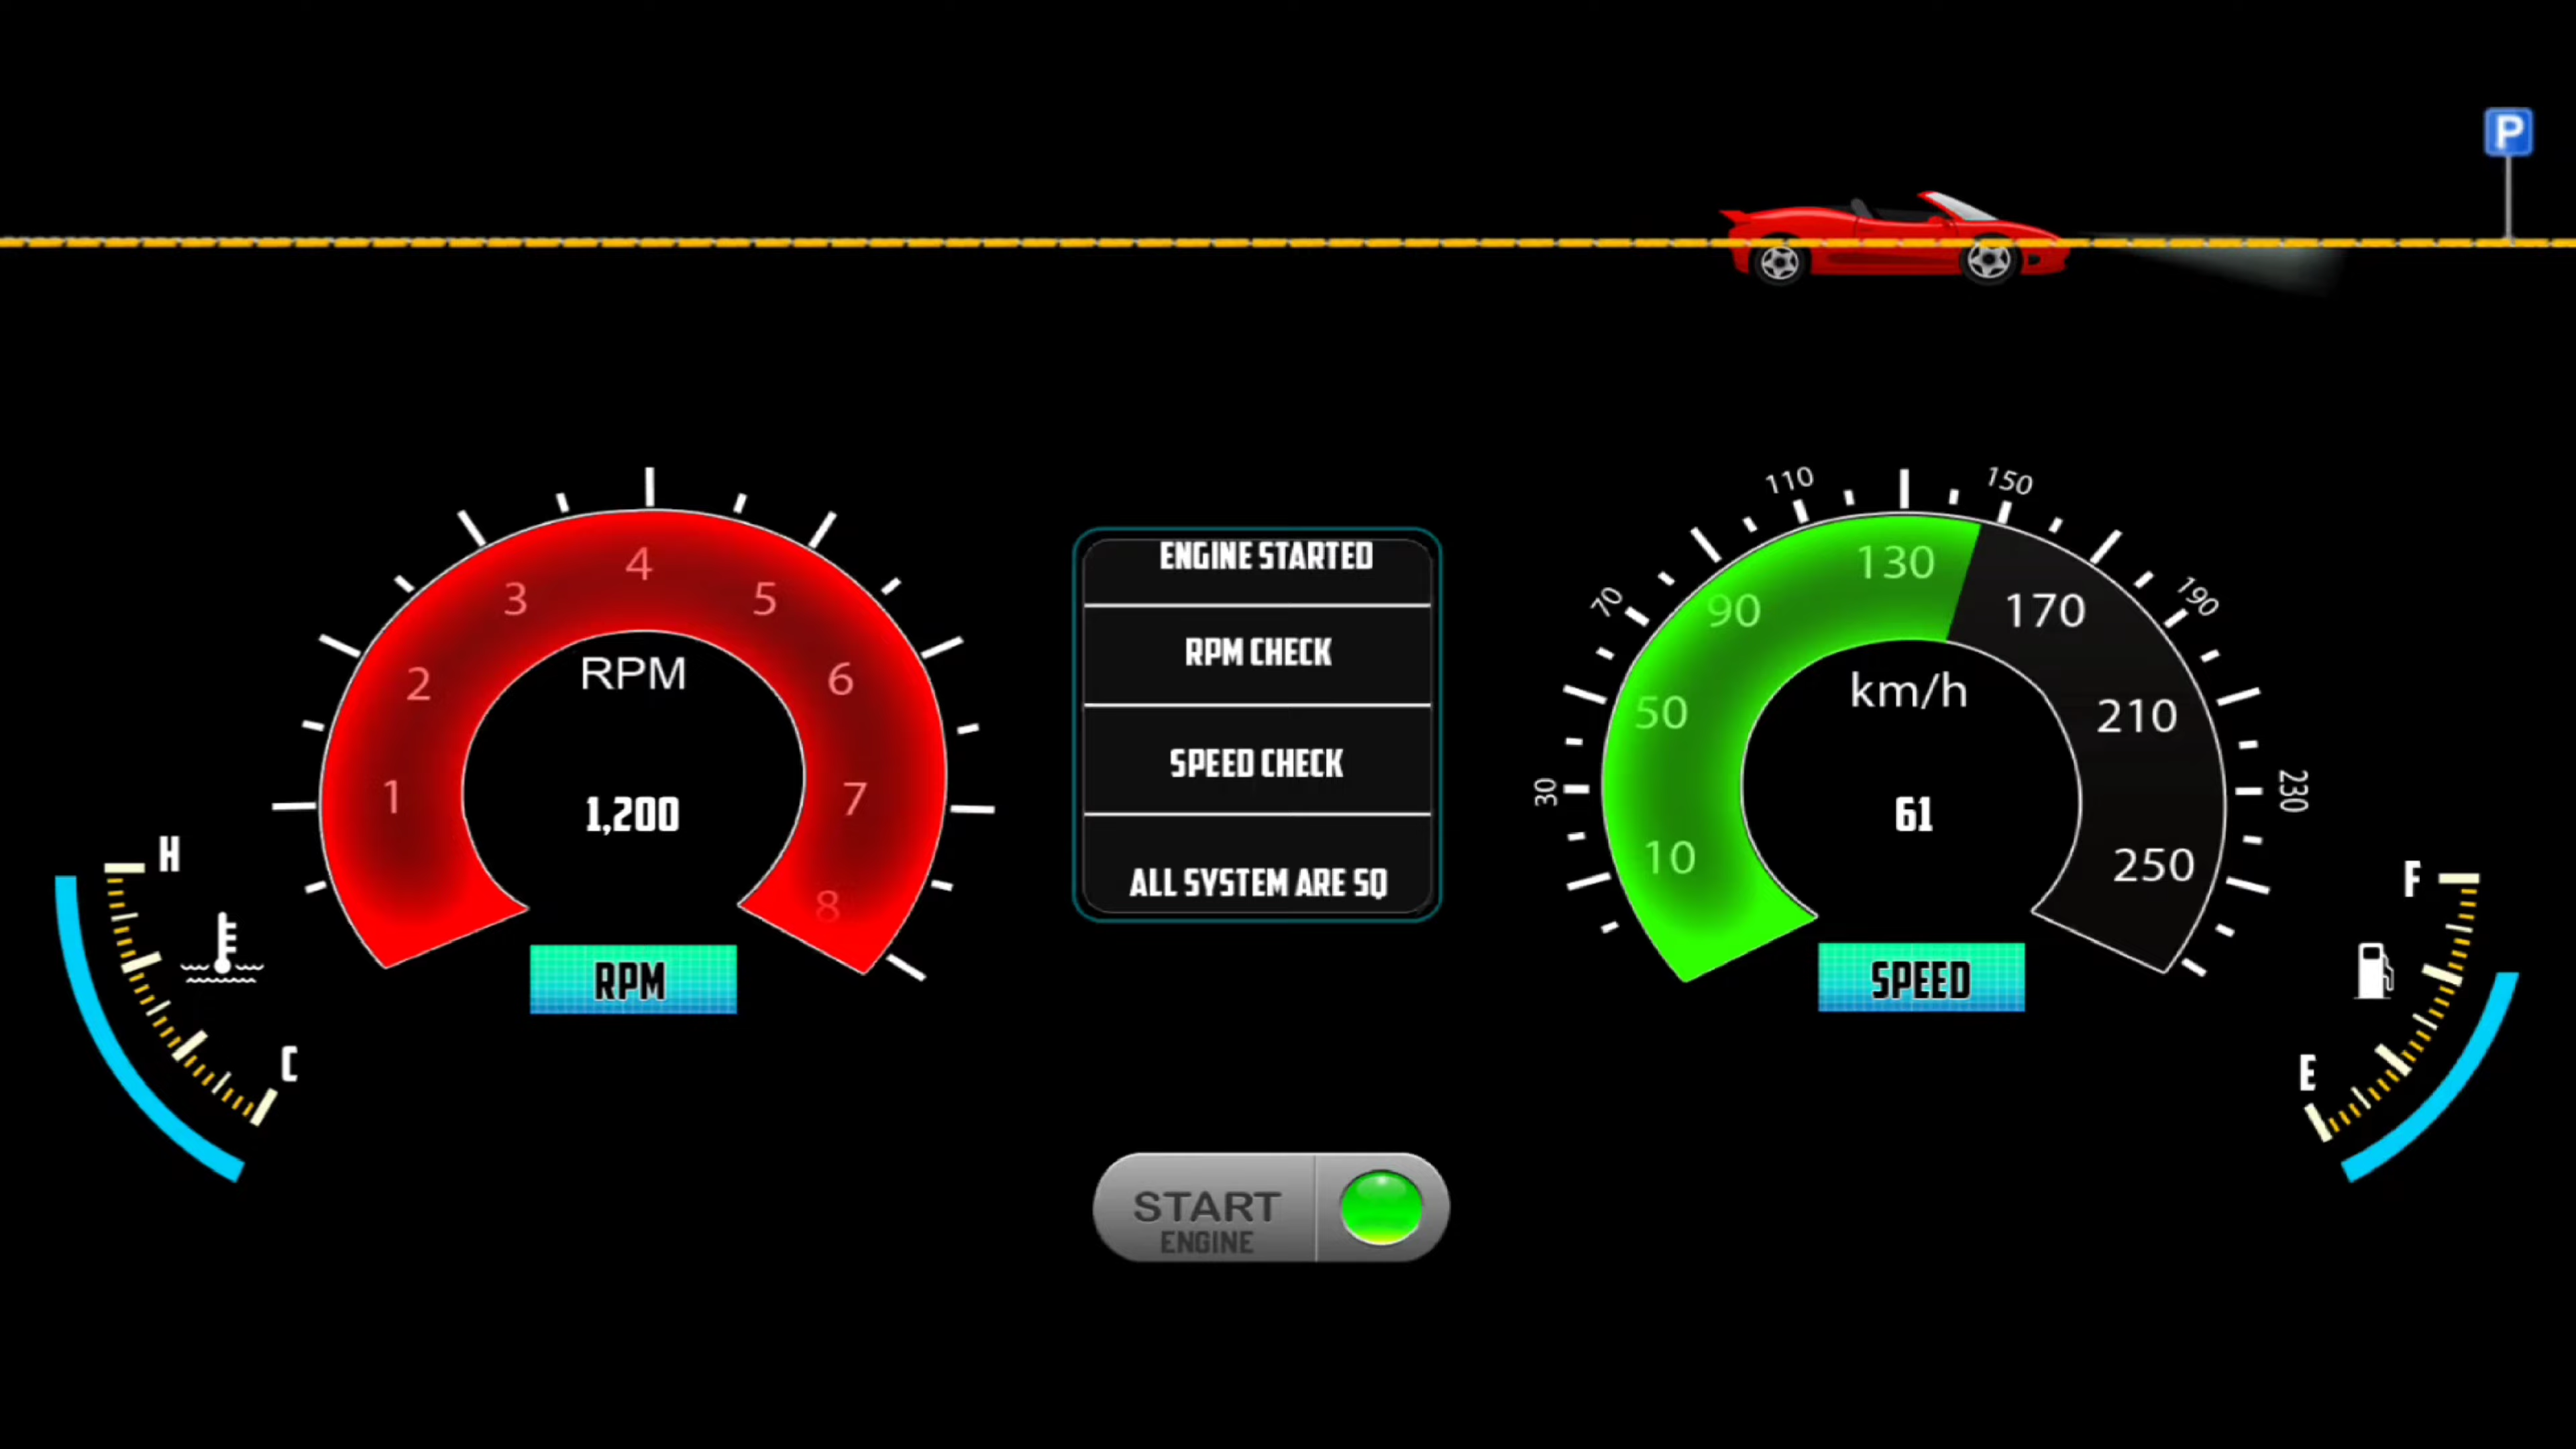 P
110
150
4
130
3
5
90
170
70
190
ENGINE STARTED
RPM CHECK
2
RPM
6
km/h
50
210
SPEED CHECK
30
1
7
230
1,200
61
H
10
250
F
ALL SYSTEM ARE SQ
8
RPM
SPEED
C
E
START
ENGINE